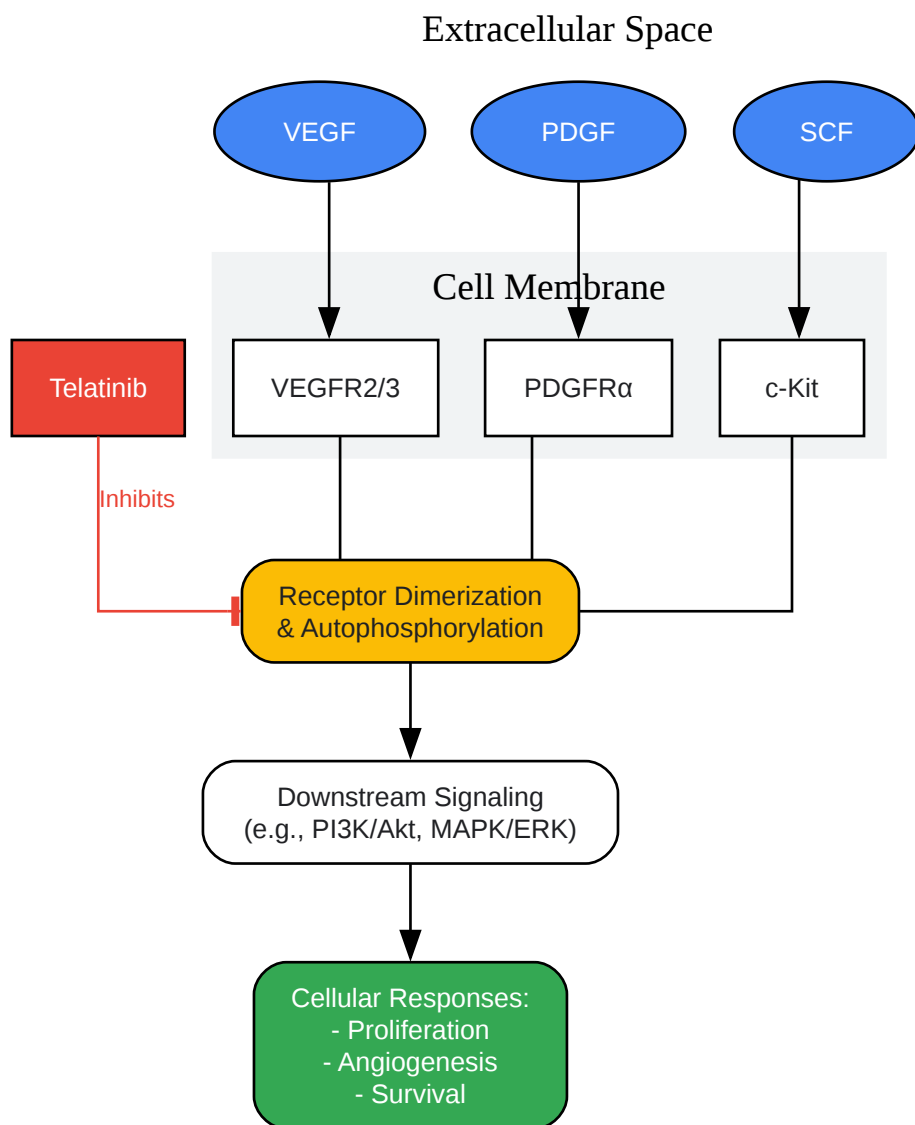 Extracellular Space
VEGF
PDGF
SCF
Cell Membrane
Telatinib
VEGFR2/3
PDGFRα
c-Kit
Inhibits
Receptor Dimerization
& Autophosphorylation
Downstream Signaling
(e.g., PI3K/Akt, MAPK/ERK)
Cellular Responses:
- Proliferation
- Angiogenesis
- Survival